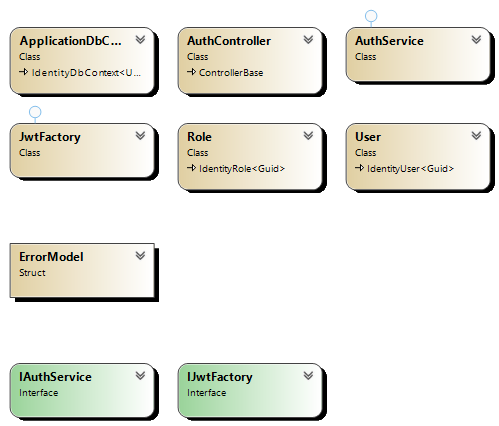 ApplicationDbC...
Class
IdentityDbContext<U...
AuthController
Class
ControllerBase
AuthService
Class
JwtFactory
Class
Role
Class
IdentityRole<Guid>
User
Class
IdentityUser<Guid>
ErrorModel
Struct
IAuthService
Interface
IJwtFactory
Interface